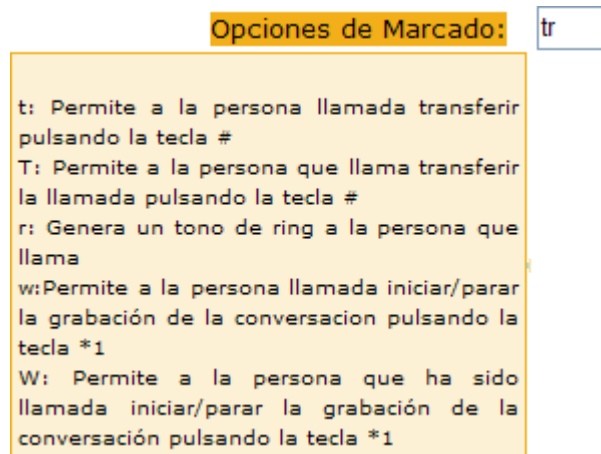 Opciones de Marcado: tr
t: Permite a la persona llamada transferir
pulsando la tecla #
T: Permite a la persona que llama transferir
la llamada pulsando la tecla #
r: Genera un tono de ring a la persona que
llama
w:Permite a la persona llamada iniciar/parar
la grabación de la conversacion pulsando la
tecla *1
W: Permite a la persona que ha sido
llamada iniciar/parar la grabación de la
conversación pulsando la tecla *1